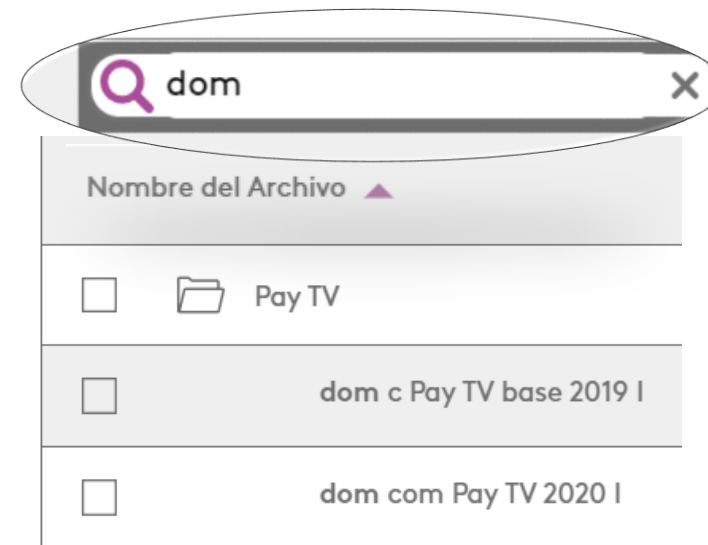 dom
Nombre del Archivo
Pay TV
dom c Pay TV base 2019 I
dom com Pay TV 2020 I